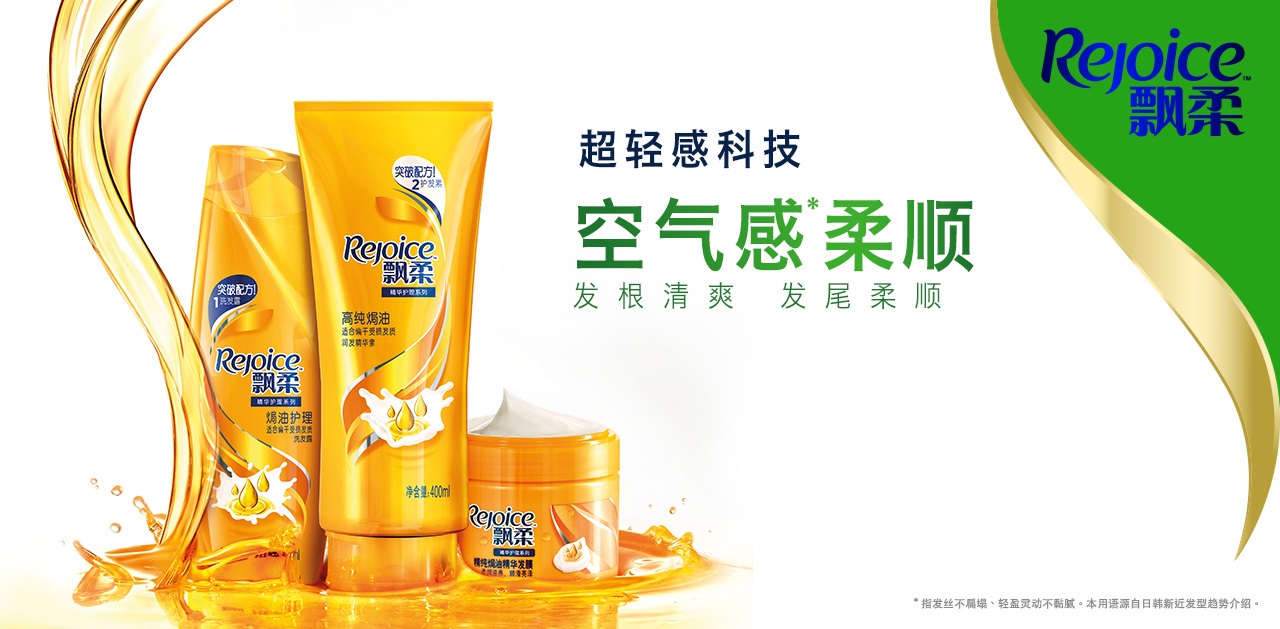 Rejoice™
飘柔
超轻感科技
空气感*柔顺
发根清爽 发尾柔顺
突破配方!
2护发素
Rejoice™
飘柔
精华护理系列
高纯焗油
适合偏干受损发质
润发精华素
净含量:400ml
突破配方!
1洗发露
Rejoice™
飘柔
精华护理系列
焗油护理
适合偏干受损发质
洗发露
ml
Rejoice™
飘柔
精华护理系列
精纯焗油精华发膜
*指发丝不扁塌、轻盈灵动不黏腻。本用语源自日韩新近发型趋势介绍。